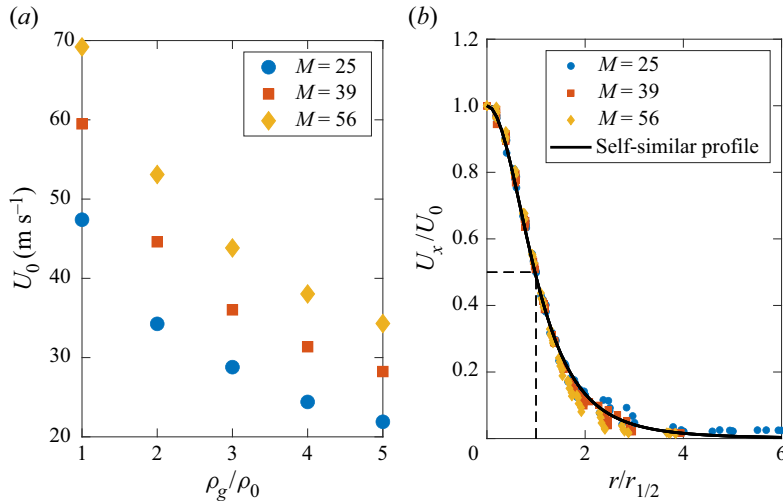 (a)
70
60
50
40
30
20
U₀ (m s⁻¹)
1 2 3 4 5
ρg/ρ₀
M = 25
M = 39
M = 56
(b)
1.2
1.0
0.8
0.6
0.4
0.2
Uₓ/U₀
0 2 4 6
r/r₁/₂
M = 25
M = 39
M = 56
Self-similar profile